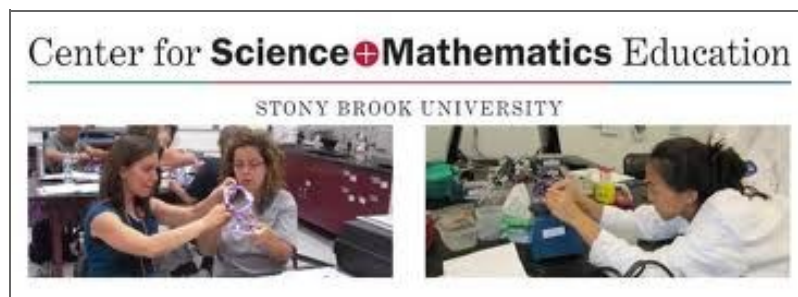 Center for Science+Mathematics Education
STONY BROOK UNIVERSITY